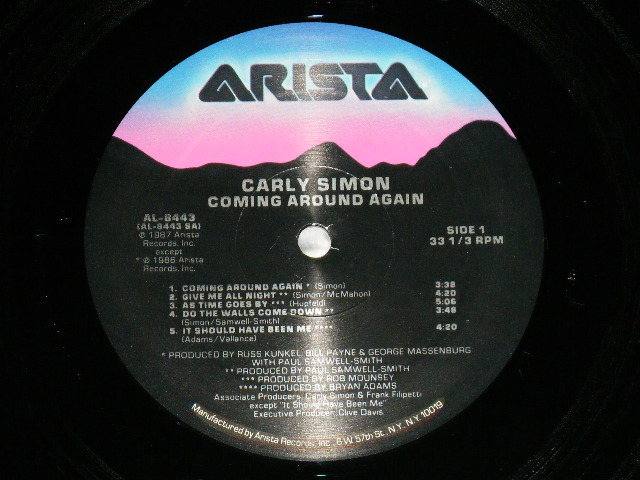 ARISTA
CARLY SIMON
COMING AROUND AGAIN
AL-8443
(AL-8443 SA)
℗ 1987 Arista
Records, Inc.
except
* ℗ 1986 Arista
Records, Inc.
SIDE 1
33 1/3 RPM
1. COMING AROUND AGAIN * (Simon) 3:38
2. GIVE ME ALL NIGHT ** (Simon/McMahon) 4:20
3. AS TIME GOES BY *** (Hupfeld) 5:06
4. DO THE WALLS COME DOWN ** 3:48
(Simon/Samwell-Smith)
5. IT SHOULD HAVE BEEN ME **** 4:20
(Adams/Vallance)
* PRODUCED BY RUSS KUNKEL, BILL PAYNE & GEORGE MASSENBURG
WITH PAUL SAMWELL-SMITH
** PRODUCED BY PAUL SAMWELL-SMITH
*** PRODUCED BY ROB MOUNSEY
**** PRODUCED BY BRYAN ADAMS
Associate Producers: Carly Simon & Frank Filipetti
except "It Should Have Been Me"
Executive Producer: Clive Davis
Manufactured by Arista Records, Inc., 6 W. 57th St., N.Y., N.Y. 10019